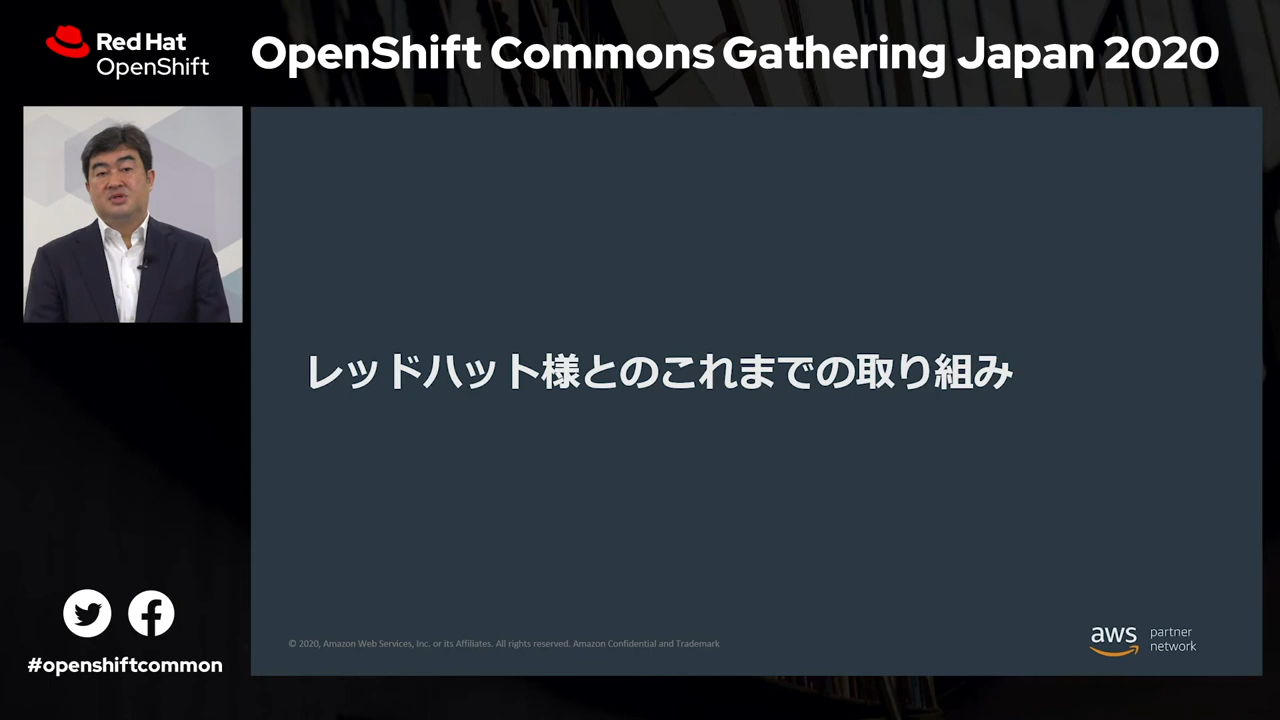 Red Hat
OpenShift
OpenShift Commons Gathering Japan 2020
レッドハット様とのこれまでの取り組み
© 2020, Amazon Web Services, Inc. or its Affiliates. All rights reserved. Amazon Confidential and Trademark
aws
partner
network
#openshiftcommon